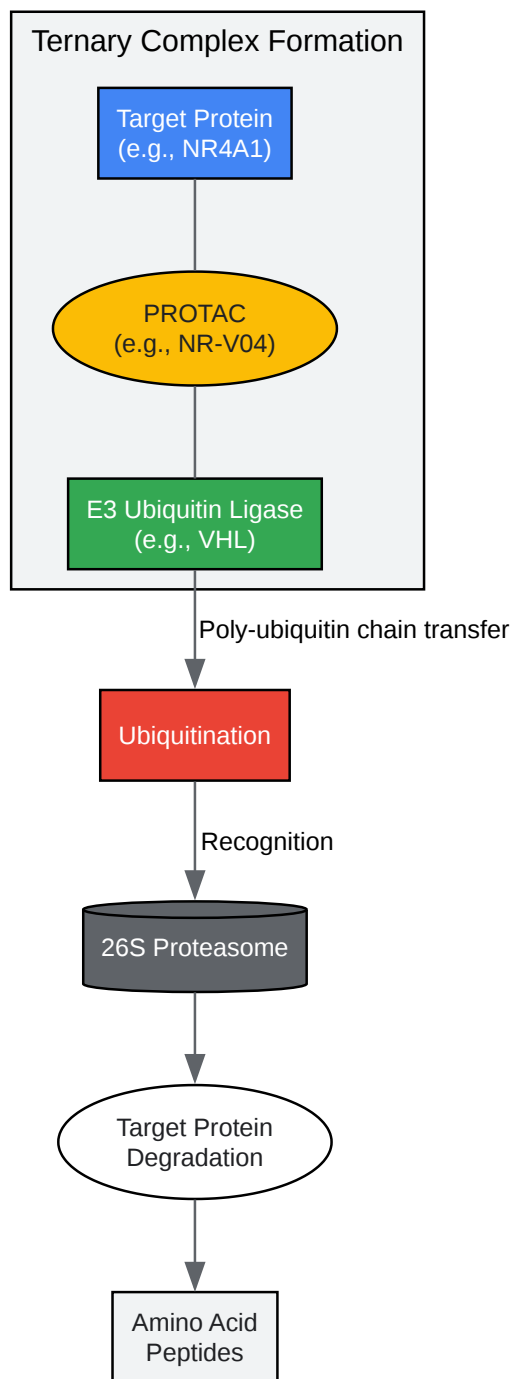 Ternary Complex Formation
Target Protein
(e.g., NR4A1)
PROTAC
(e.g., NR-V04)
E3 Ubiquitin Ligase
(e.g., VHL)
Poly-ubiquitin chain transfer
Ubiquitination
Recognition
26S Proteasome
Target Protein
Degradation
Amino Acid
Peptides